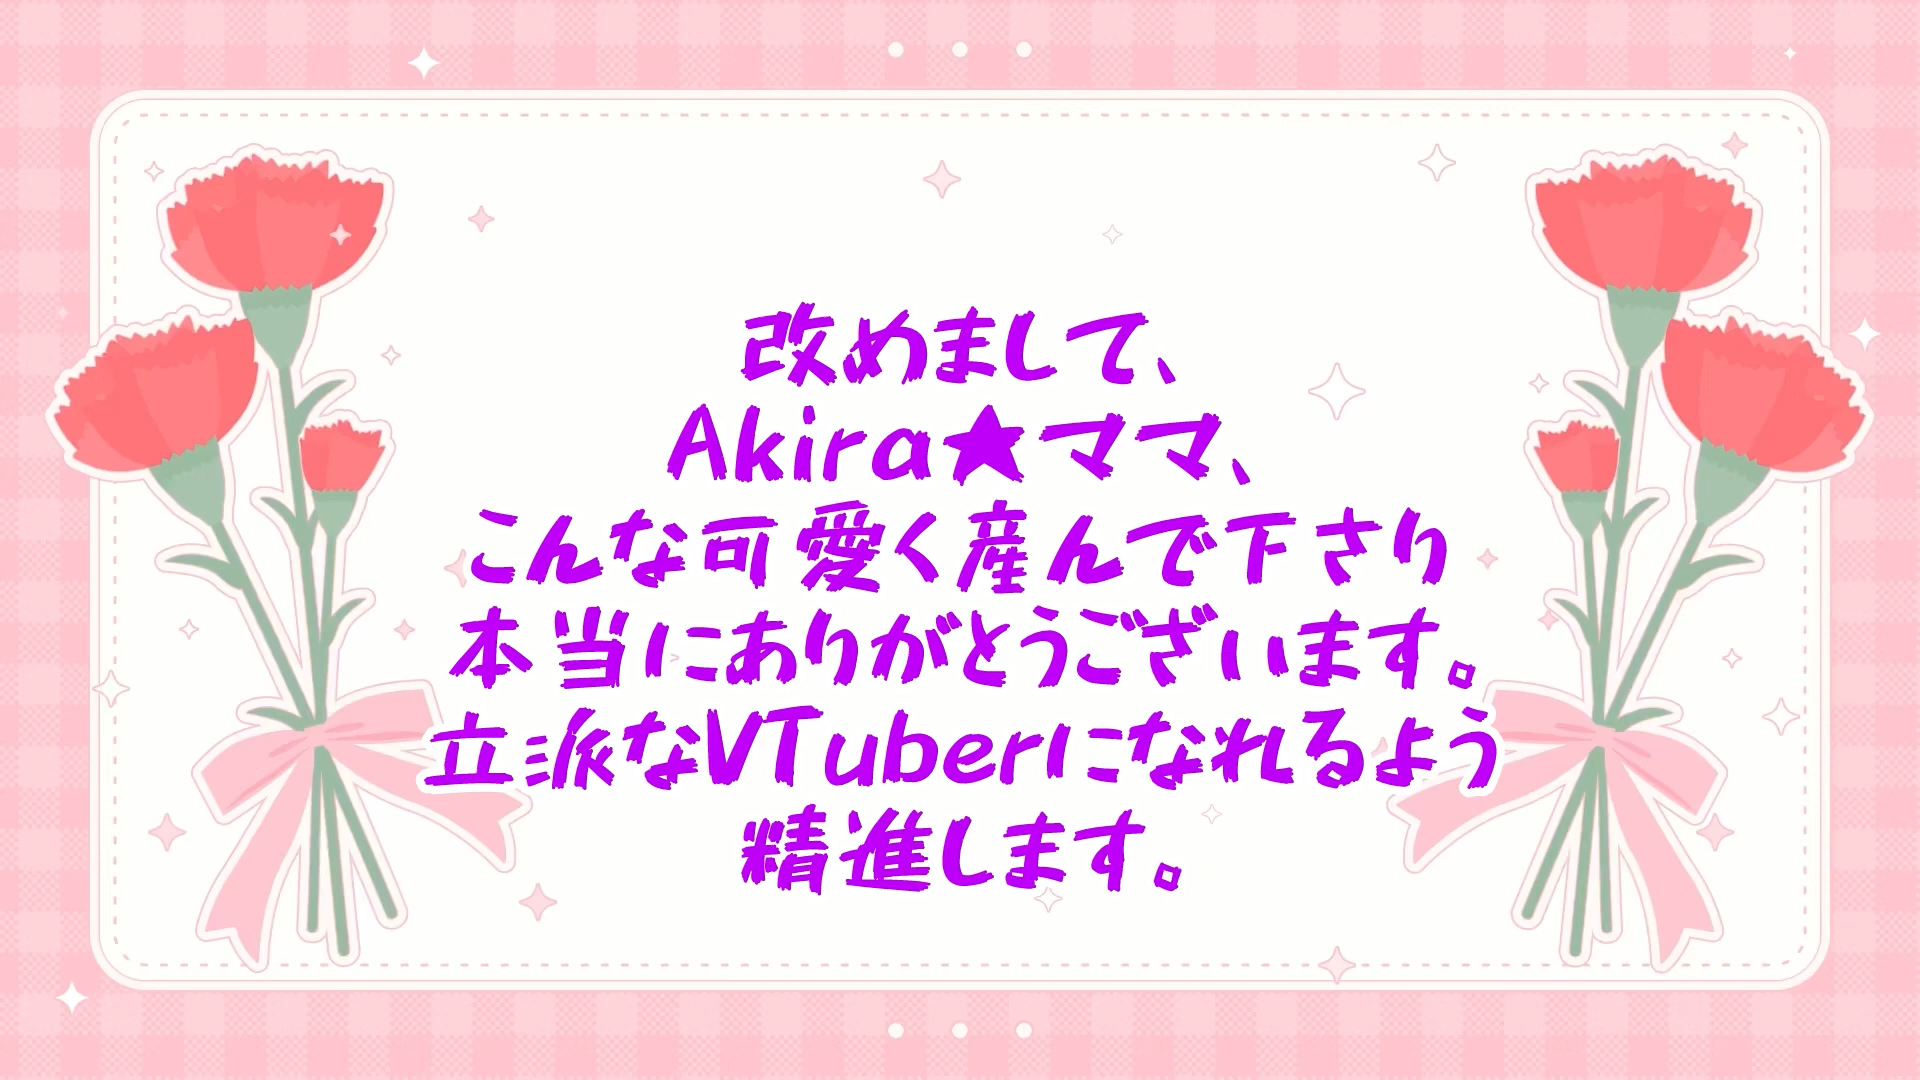 改めまして、
Akira★ママ、
こんな可愛く産んで下さり
本当にありがとうございます。
立派なVTuberになれるよう
精進します。